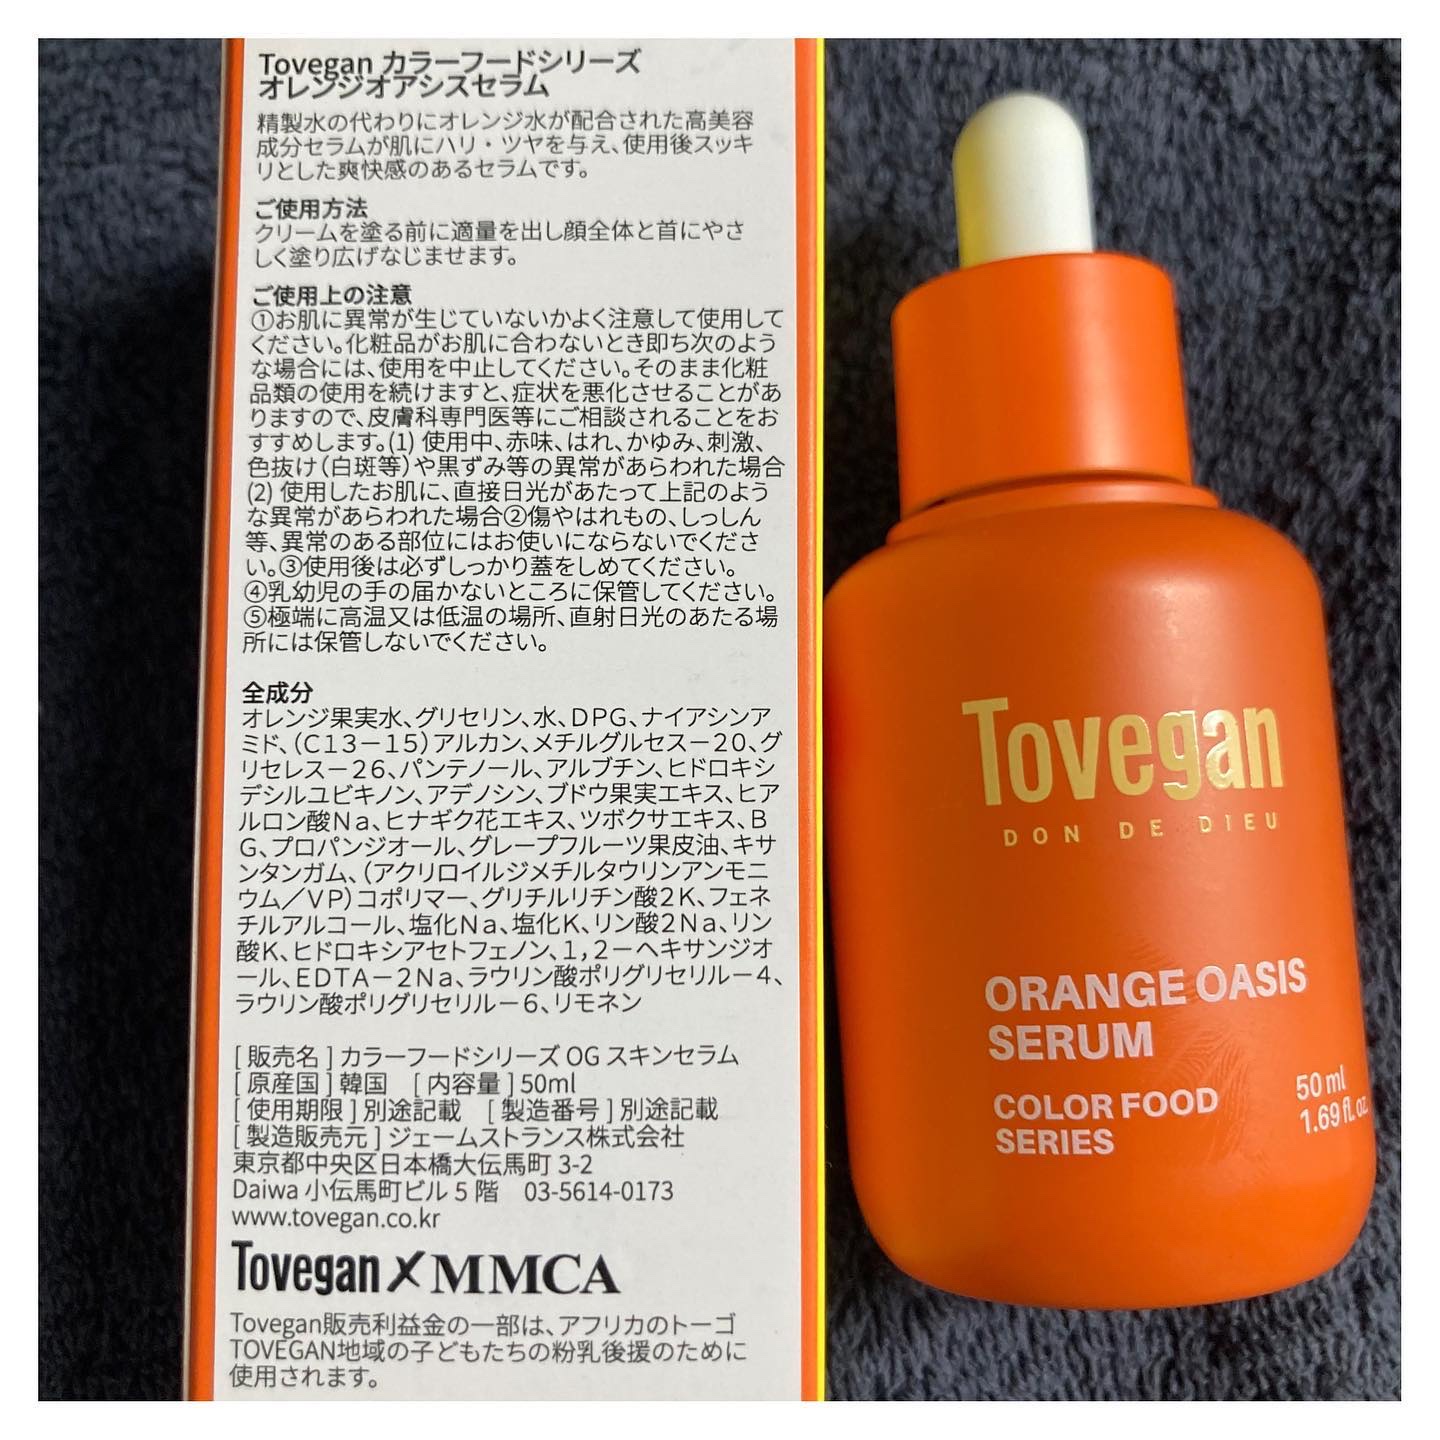 Tovegan カラーフードシリーズ
オレンジオアシスセラム
精製水の代わりにオレンジ水が配合された高美容
成分セラムが肌にハリ・ツヤを与え、使用後スッキ
リとした爽快感のあるセラムです。
ご使用方法
クリームを塗る前に適量を出し顔全体と首にやさ
しく塗り広げなじませます。
ご使用上の注意
①お肌に異常が生じていないかよく注意して使用して
ください。化粧品がお肌に合わないとき即ち次のよう
な場合には、使用を中止してください。そのまま化粧
品類の使用を続けますと、症状を悪化させることがあ
りますので、皮膚科専門医等にご相談されることをお
すすめします。(1) 使用中、赤味、はれ、かゆみ、刺激、
色抜け（白斑等）や黒ずみ等の異常があらわれた場合
(2) 使用したお肌に、直接日光があたって上記のよう
な異常があらわれた場合②傷やはれもの、しっしん
等、異常のある部位にはお使いにならないでくださ
い。③使用後は必ずしっかり蓋をしめてください。
④乳幼児の手の届かないところに保管してください。
⑤極端に高温又は低温の場所、直射日光のあたる場
所には保管しないでください。
全成分
オレンジ果実水、グリセリン、水、ＤＰＧ、ナイアシンア
ミド、（Ｃ１３－１５）アルカン、メチルグルセス－２０、グ
リセレス－２６、パンテノール、アルブチン、ヒドロキシ
デシルユビキノン、アデノシン、ブドウ果実エキス、ヒア
ルロン酸Ｎａ、ヒナギク花エキス、ツボクサエキス、Ｂ
Ｇ、プロパンジオール、グレープフルーツ果皮油、キサ
ンタンガム、（アクリロイルジメチルタウリンアンモニ
ウム／ＶＰ）コポリマー、グリチルリチン酸２Ｋ、フェネ
チルアルコール、塩化Ｎａ、塩化Ｋ、リン酸２Ｎａ、リン
酸Ｋ、ヒドロキシアセトフェノン、１，２－ヘキサンジオ
ール、ＥＤＴＡ－２Ｎａ、ラウリン酸ポリグリセリル－４、
ラウリン酸ポリグリセリル－６、リモネン
[ 販売名 ] カラーフードシリーズ OG スキンセラム
[ 原産国 ] 韓国 [ 内容量 ] 50ml
[ 使用期限 ] 別途記載 [ 製造番号 ] 別途記載
[ 製造販売元 ] ジェームストランス株式会社
東京都中央区日本橋大伝馬町 3-2
Daiwa 小伝馬町ビル 5 階 03-5614-0173
www.tovegan.co.kr
Tovegan X MMCA
Tovegan販売利益金の一部は、アフリカのトーゴ
TOVEGAN地域の子どもたちの粉乳後援のために
使用されます。
Tovegan
DON DE DIEU
ORANGE OASIS
SERUM
COLOR FOOD
SERIES
50 ml
1.69 fl. oz